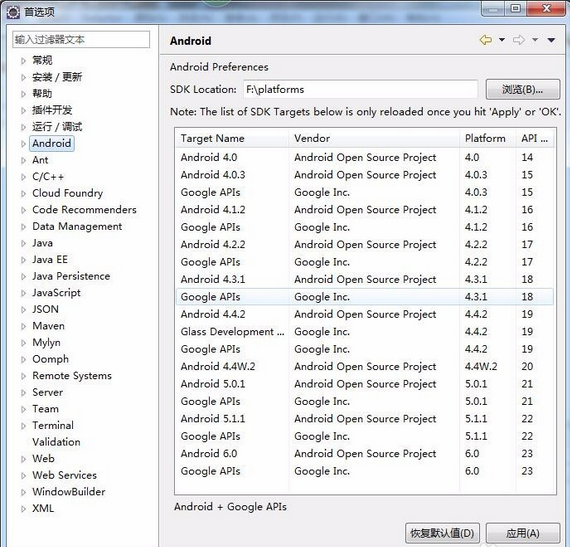 首选项
输入过滤器文本
常规
安装 / 更新
帮助
插件开发
运行 / 调试
Android
Ant
C/C++
Cloud Foundry
Code Recommenders
Data Management
Java
Java EE
Java Persistence
JavaScript
JSON
Maven
Mylyn
Oomph
Remote Systems
Server
Team
Terminal
Validation
Web
Web Services
WindowBuilder
XML
Android
Android Preferences
SDK Location: F:\platforms 浏览(B)...
Note: The list of SDK Targets below is only reloaded once you hit 'Apply' or 'OK'.
Target Name Vendor Platform API ...
Android 4.0 Android Open Source Project 4.0 14
Android 4.0.3 Android Open Source Project 4.0.3 15
Google APIs Google Inc. 4.0.3 15
Android 4.1.2 Android Open Source Project 4.1.2 16
Google APIs Google Inc. 4.1.2 16
Android 4.2.2 Android Open Source Project 4.2.2 17
Google APIs Google Inc. 4.2.2 17
Android 4.3.1 Android Open Source Project 4.3.1 18
Google APIs Google Inc. 4.3.1 18
Android 4.4.2 Android Open Source Project 4.4.2 19
Glass Development ... Google Inc. 4.4.2 19
Google APIs Google Inc. 4.4.2 19
Android 4.4W.2 Android Open Source Project 4.4W.2 20
Android 5.0.1 Android Open Source Project 5.0.1 21
Google APIs Google Inc. 5.0.1 21
Android 5.1.1 Android Open Source Project 5.1.1 22
Google APIs Google Inc. 5.1.1 22
Android 6.0 Android Open Source Project 6.0 23
Google APIs Google Inc. 6.0 23
Android + Google APIs
恢复默认值(D) 应用(A)